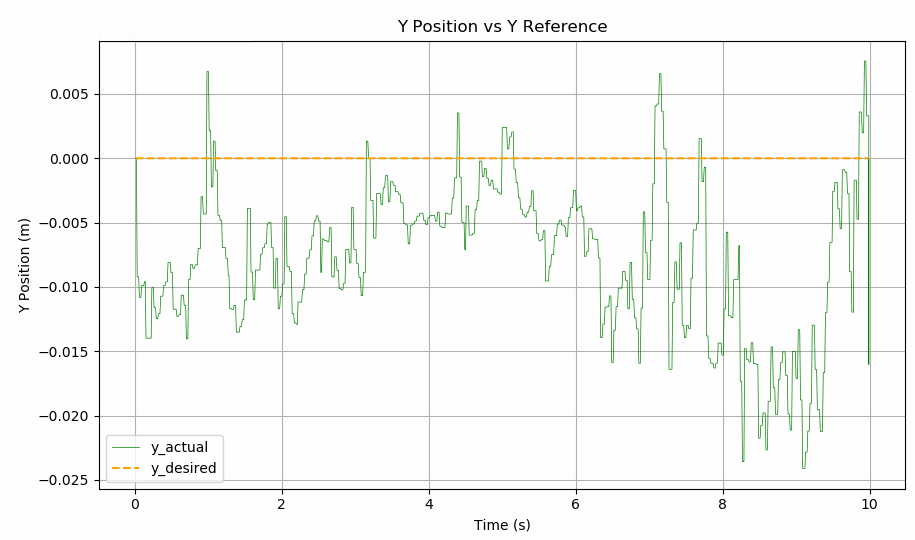 Y Position vs Y Reference
Y Position (m)
0.005
0.000
−0.005
−0.010
−0.015
−0.020
−0.025
y_actual
y_desired
0 2 4 6 8 10
Time (s)